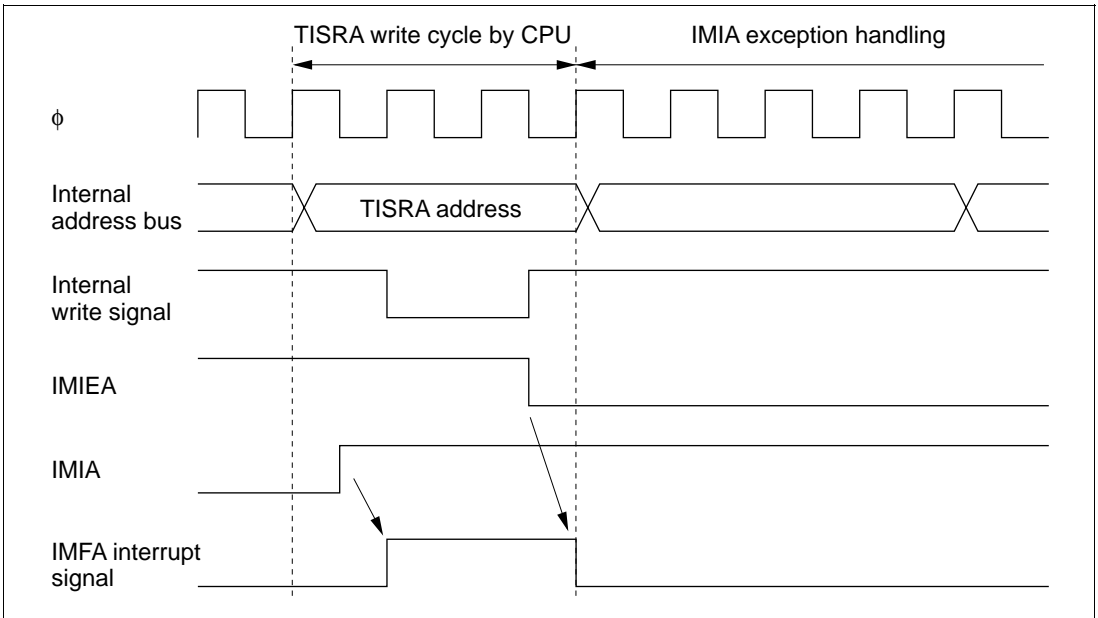 TISRA write cycle by CPU
IMIA exception handling
φ
Internal
address bus
TISRA address
Internal
write signal
IMIEA
IMIA
IMFA interrupt
signal